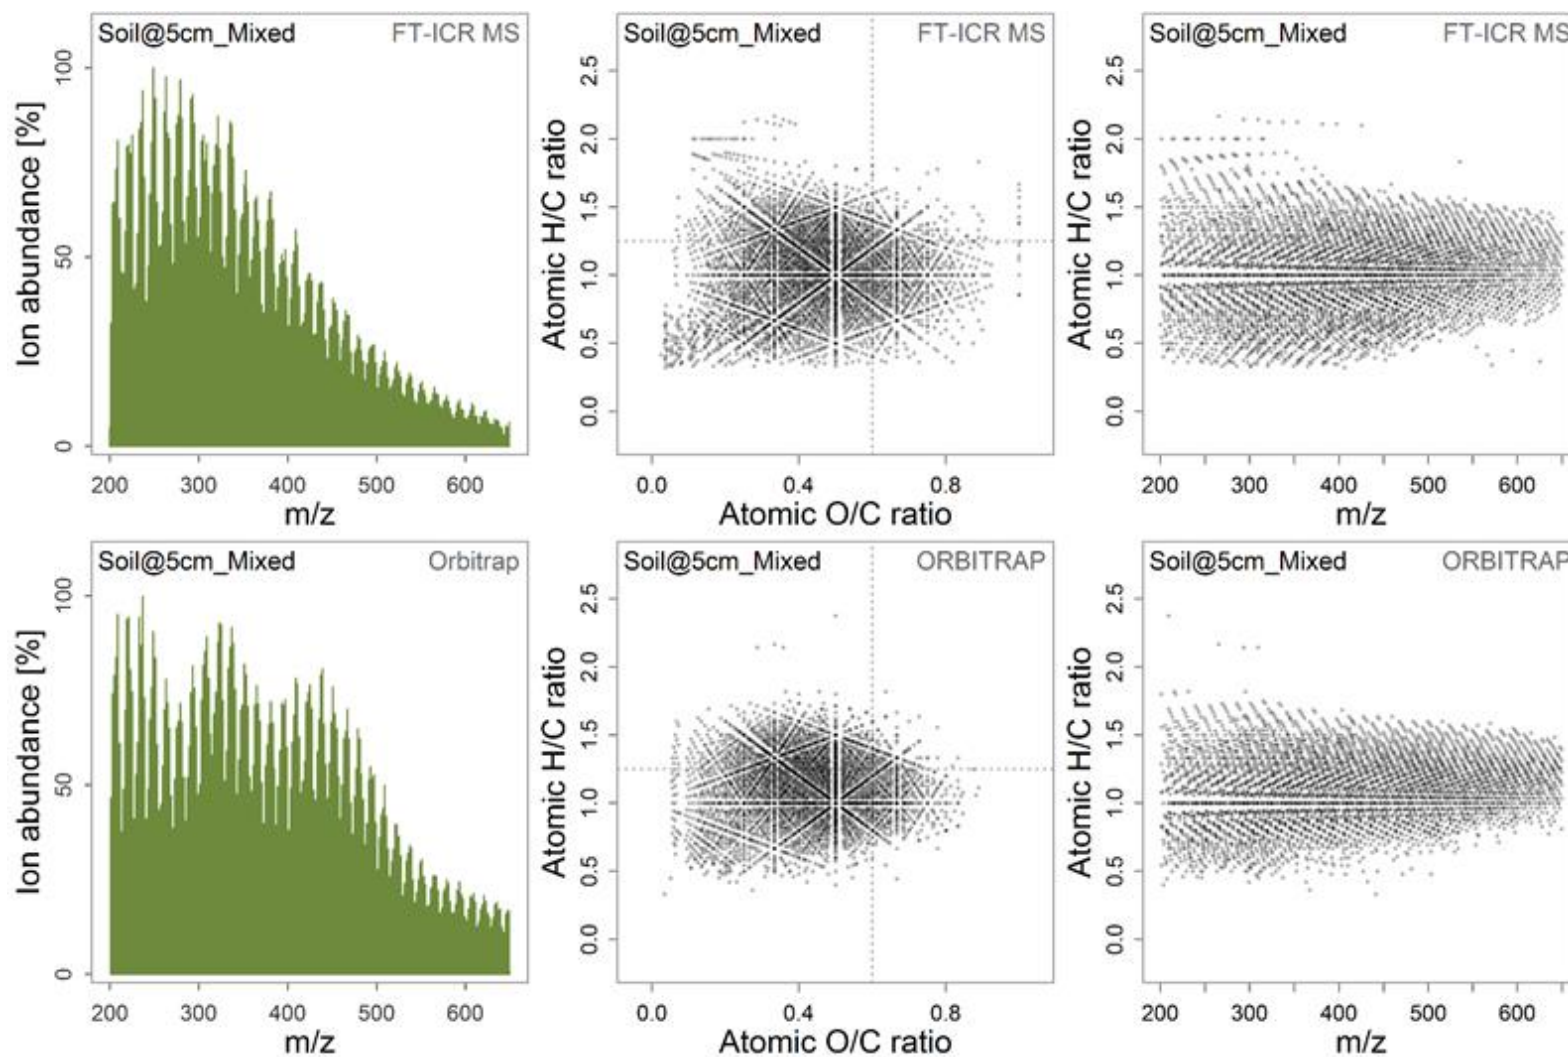 Soil@5cm_Mixed FT-ICR MS
Ion abundance [%]
100
50
0
200 300 400 500 600
m/z
Soil@5cm_Mixed FT-ICR MS
Atomic H/C ratio
2.5
2.0
1.5
1.0
0.5
0.0
0.0 0.4 0.8
Atomic O/C ratio
Soil@5cm_Mixed FT-ICR MS
Atomic H/C ratio
2.5
2.0
1.5
1.0
0.5
0.0
200 300 400 500 600
m/z
Soil@5cm_Mixed Orbitrap
Ion abundance [%]
100
50
0
200 300 400 500 600
m/z
Soil@5cm_Mixed ORBITRAP
Atomic H/C ratio
2.5
2.0
1.5
1.0
0.5
0.0
0.0 0.4 0.8
Atomic O/C ratio
Soil@5cm_Mixed ORBITRAP
Atomic H/C ratio
2.5
2.0
1.5
1.0
0.5
0.0
200 300 400 500 600
m/z